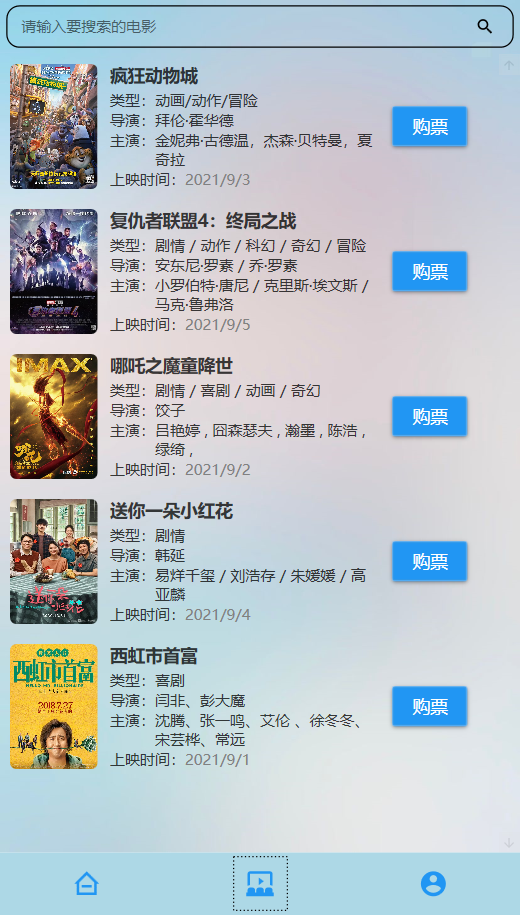 请输入要搜索的电影
疯狂动物城
类型：动画/动作/冒险
导演：拜伦·霍华德
主演：金妮弗·古德温，杰森·贝特曼，夏
奇拉
上映时间：2021/9/3
购票
复仇者联盟4：终局之战
类型：剧情 / 动作 / 科幻 / 奇幻 / 冒险
导演：安东尼·罗素 / 乔·罗素
主演：小罗伯特·唐尼 / 克里斯·埃文斯 /
马克·鲁弗洛
上映时间：2021/9/5
购票
IMAX
哪吒之魔童降世
类型：剧情 / 喜剧 / 动画 / 奇幻
导演：饺子
主演：吕艳婷 , 囧森瑟夫 , 瀚墨 , 陈浩 ,
绿绮 ,
上映时间：2021/9/2
购票
送你一朵小红花
类型：剧情
导演：韩延
主演：易烊千玺 / 刘浩存 / 朱媛媛 / 高
亚麟
上映时间：2021/9/4
购票
西虹市首富
HELLO, MRS. BILLIONAIRE
2018.7.27
西虹市首富
类型：喜剧
导演：闫非、彭大魔
主演：沈腾、张一鸣、艾伦 、徐冬冬、
宋芸桦、常远
上映时间：2021/9/1
购票